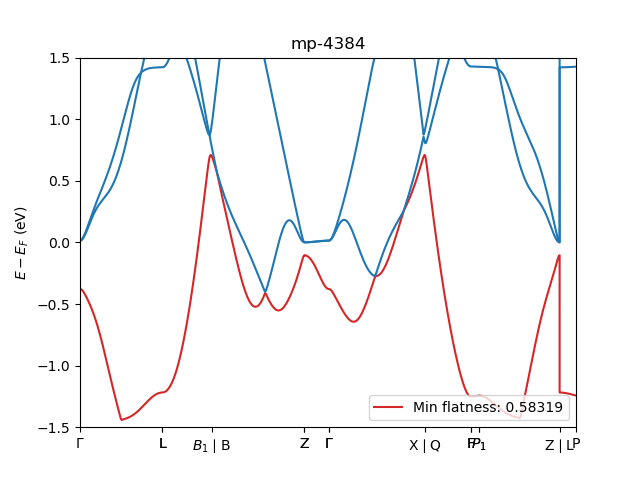 mp-4384
E − E_F (eV)
1.5
1.0
0.5
0.0
−0.5
−1.0
−1.5
Min flatness: 0.58319
Γ L B₁ | B Z Γ X | Q P₁ Z | L P